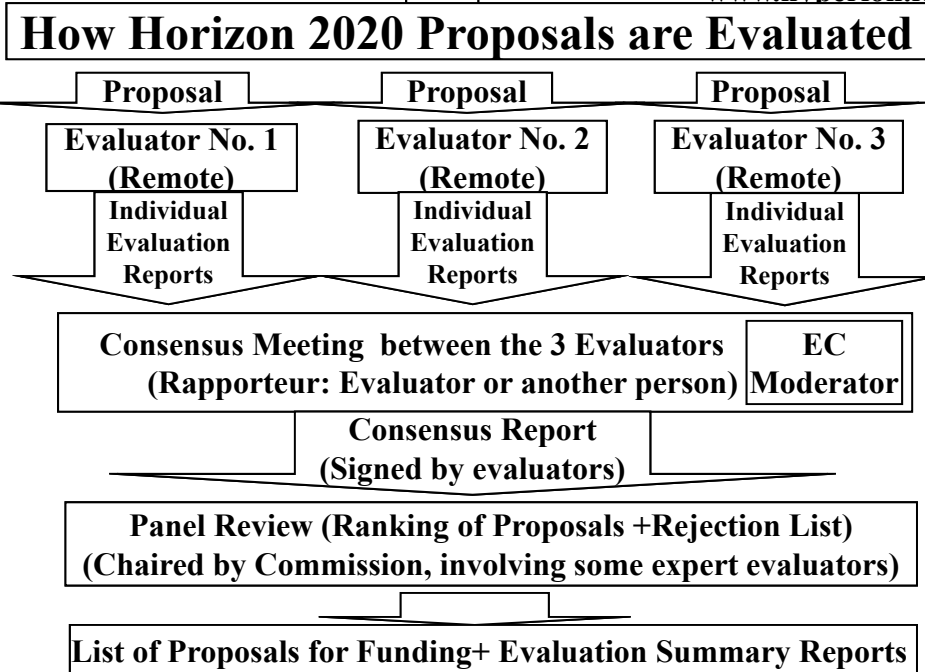 How Horizon 2020 Proposals are Evaluated
Proposal
Proposal
Proposal
Evaluator No. 1
(Remote)
Evaluator No. 2
(Remote)
Evaluator No. 3
(Remote)
Individual
Evaluation
Reports
Individual
Evaluation
Reports
Individual
Evaluation
Reports
Consensus Meeting between the 3 Evaluators
(Rapporteur: Evaluator or another person)
EC
Moderator
Consensus Report
(Signed by evaluators)
Panel Review (Ranking of Proposals +Rejection List)
(Chaired by Commission, involving some expert evaluators)
List of Proposals for Funding+ Evaluation Summary Reports